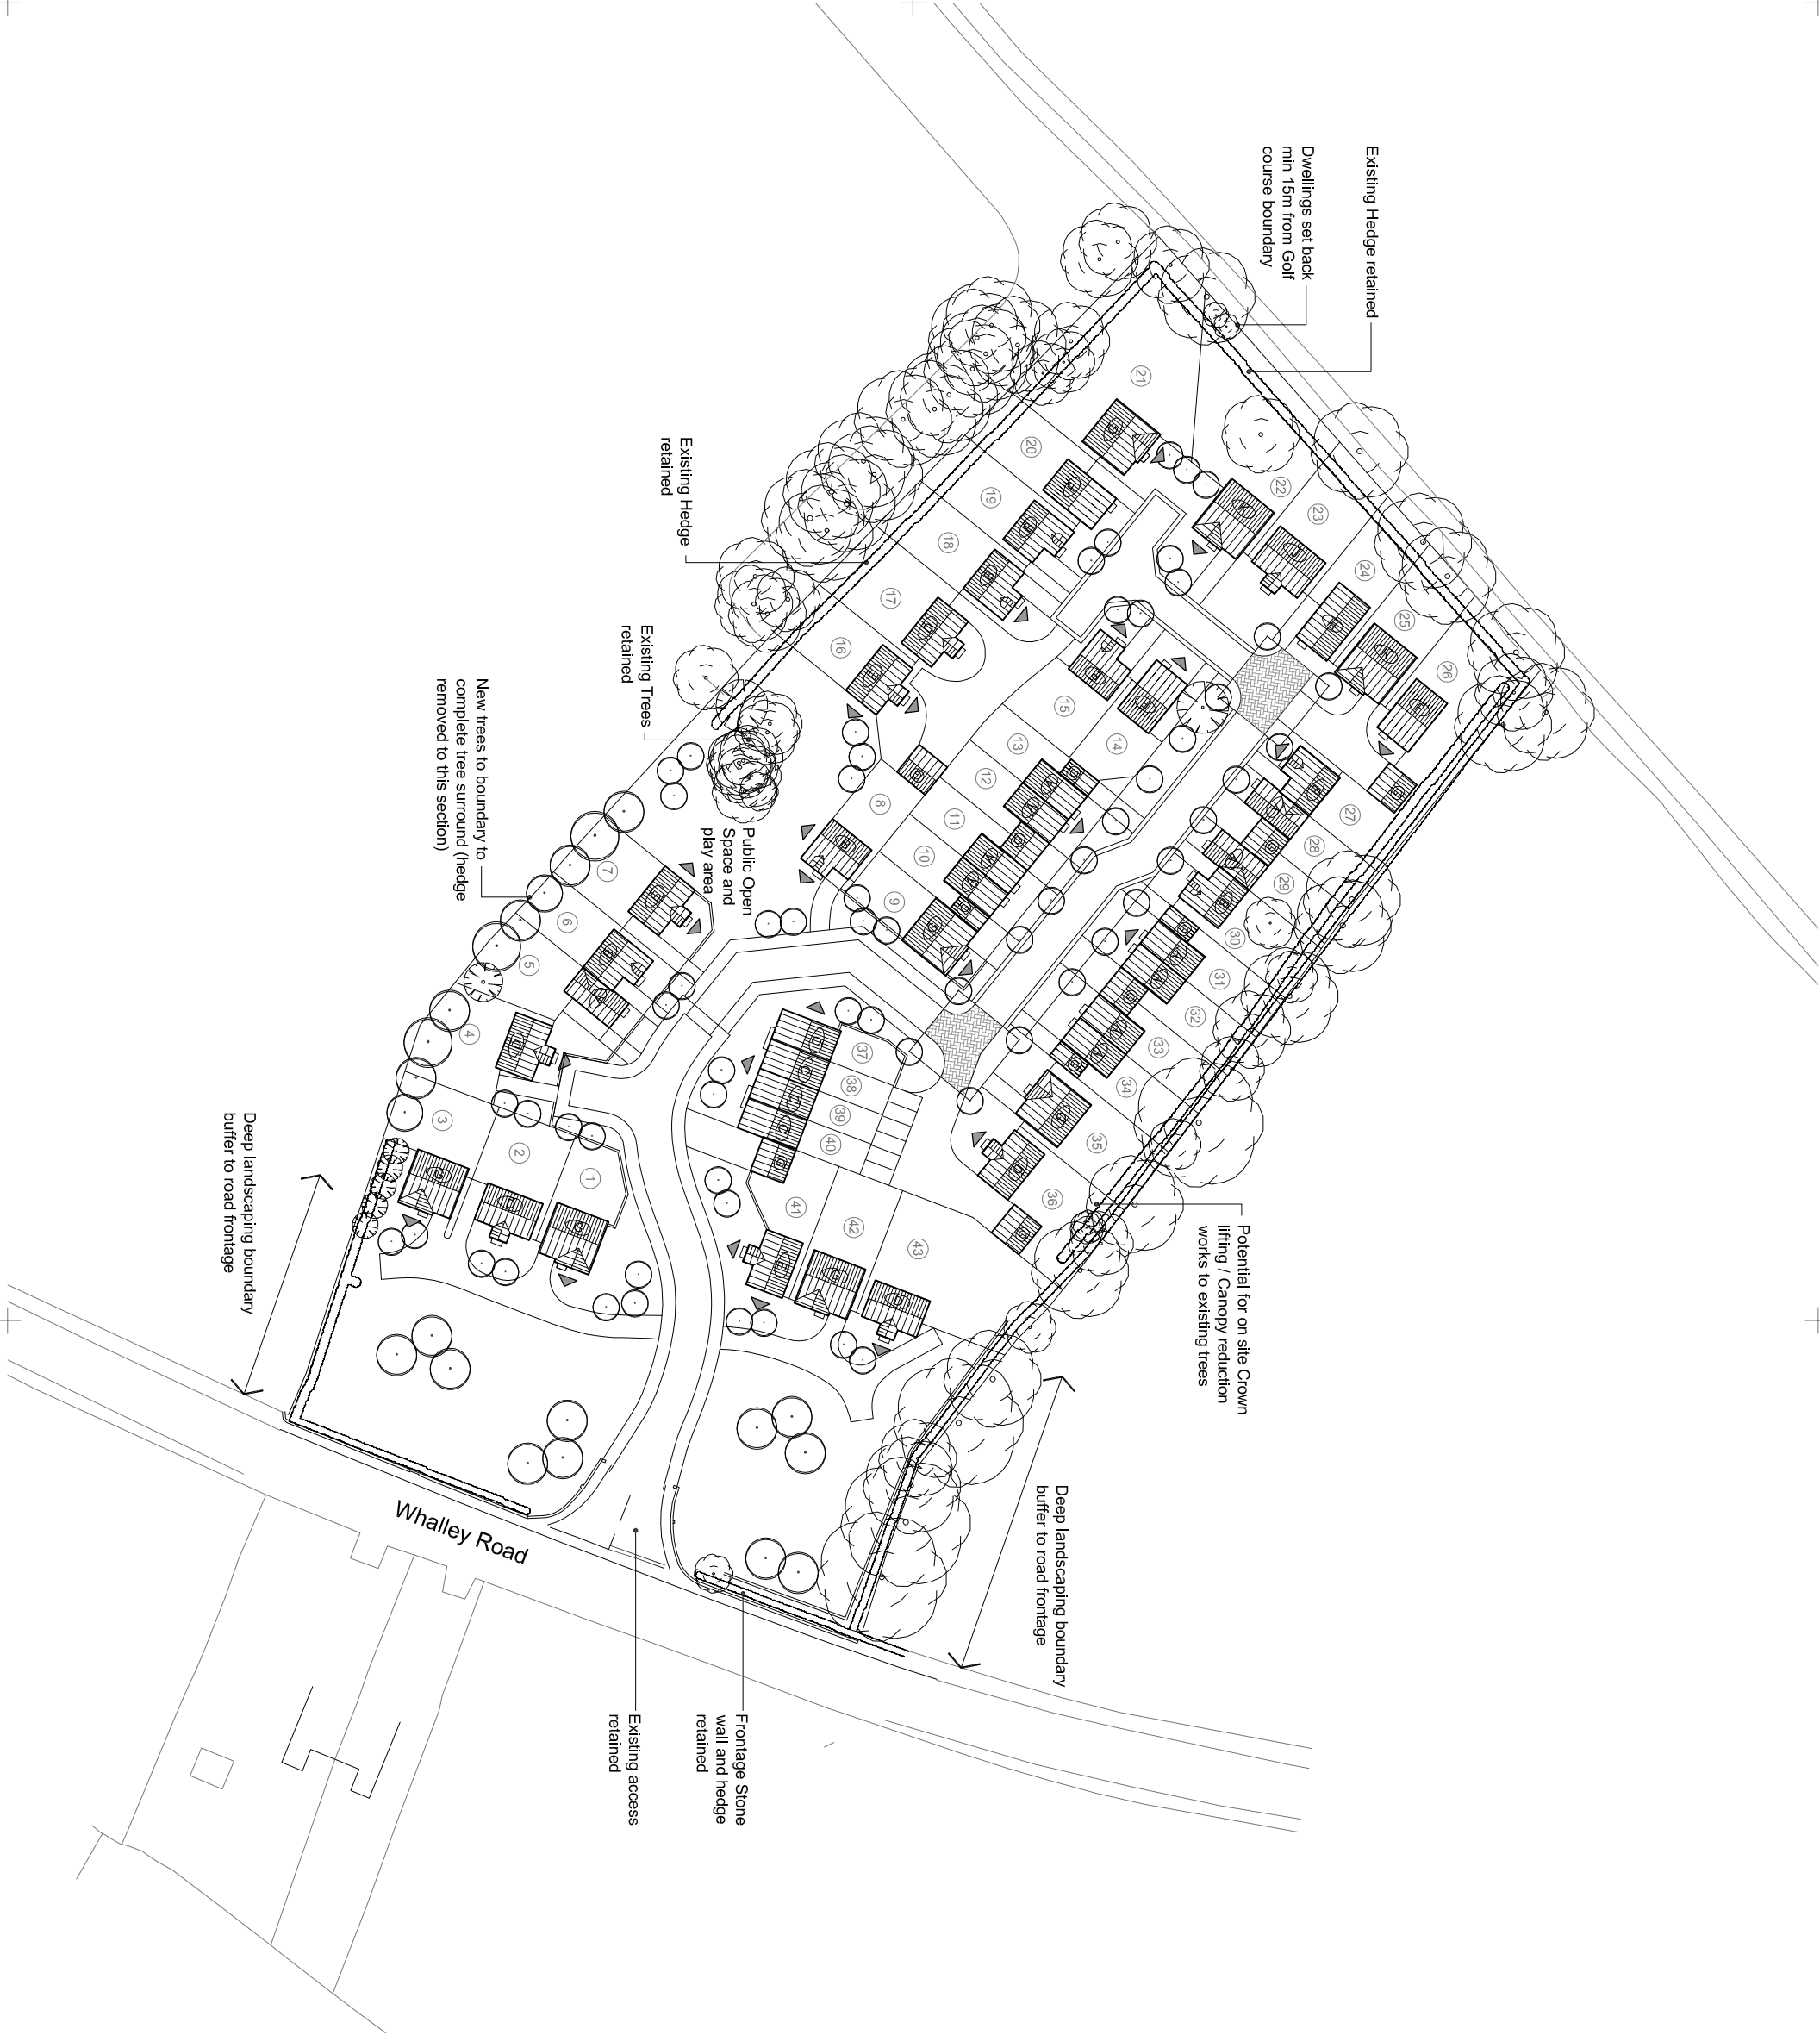 Existing Hedge retained
Dwellings set back
min 15m from Golf
course boundary
Existing Hedge
retained
Existing Trees
retained
New trees to boundary to
complete tree surround (hedge
removed to this section)
Public Open
Space and
play area
Deep landscaping boundary
buffer to road frontage
Potential for on site Crown
lifting / Canopy reduction
works to existing trees
Deep landscaping boundary
buffer to road frontage
Whalley Road
Frontage Stone
wall and hedge
retained
Existing access
retained
1
2
3
4
5
6
7
8
9
10
11
12
13
14
15
16
17
18
19
20
21
22
23
24
25
26
27
28
29
30
31
32
33
34
35
36
37
38
39
40
41
42
43